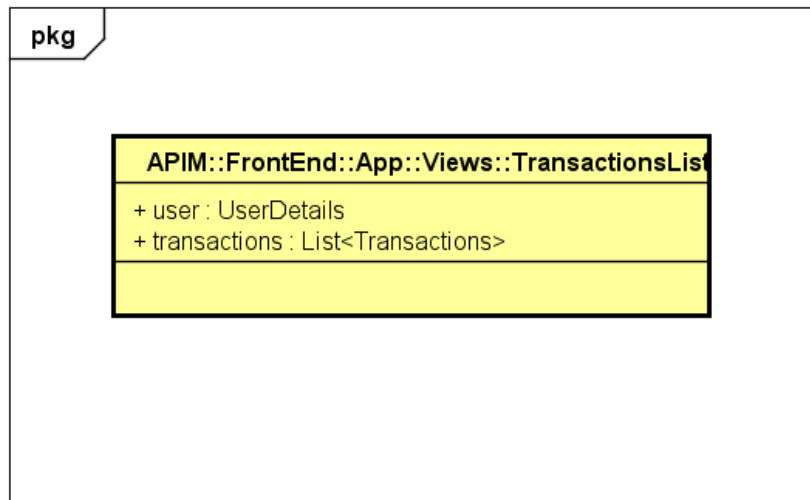 pkg
APIM::FrontEnd::App::Views::TransactionsList
+ user : UserDetails
+ transactions : List<Transactions>